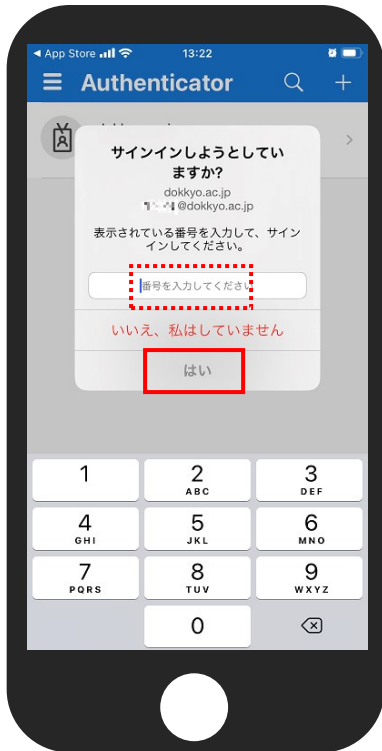 App Store 13:22
Authenticator
サインインしようとしてい
ますか?
dokkyo.ac.jp
@dokkyo.ac.jp
表示されている番号を入力して、サイン
インしてください。
番号を入力してください
いいえ、私はしていません
はい
1 2 3
ABC DEF
4 5 6
GHI JKL MNO
7 8 9
PQRS TUV WXYZ
0